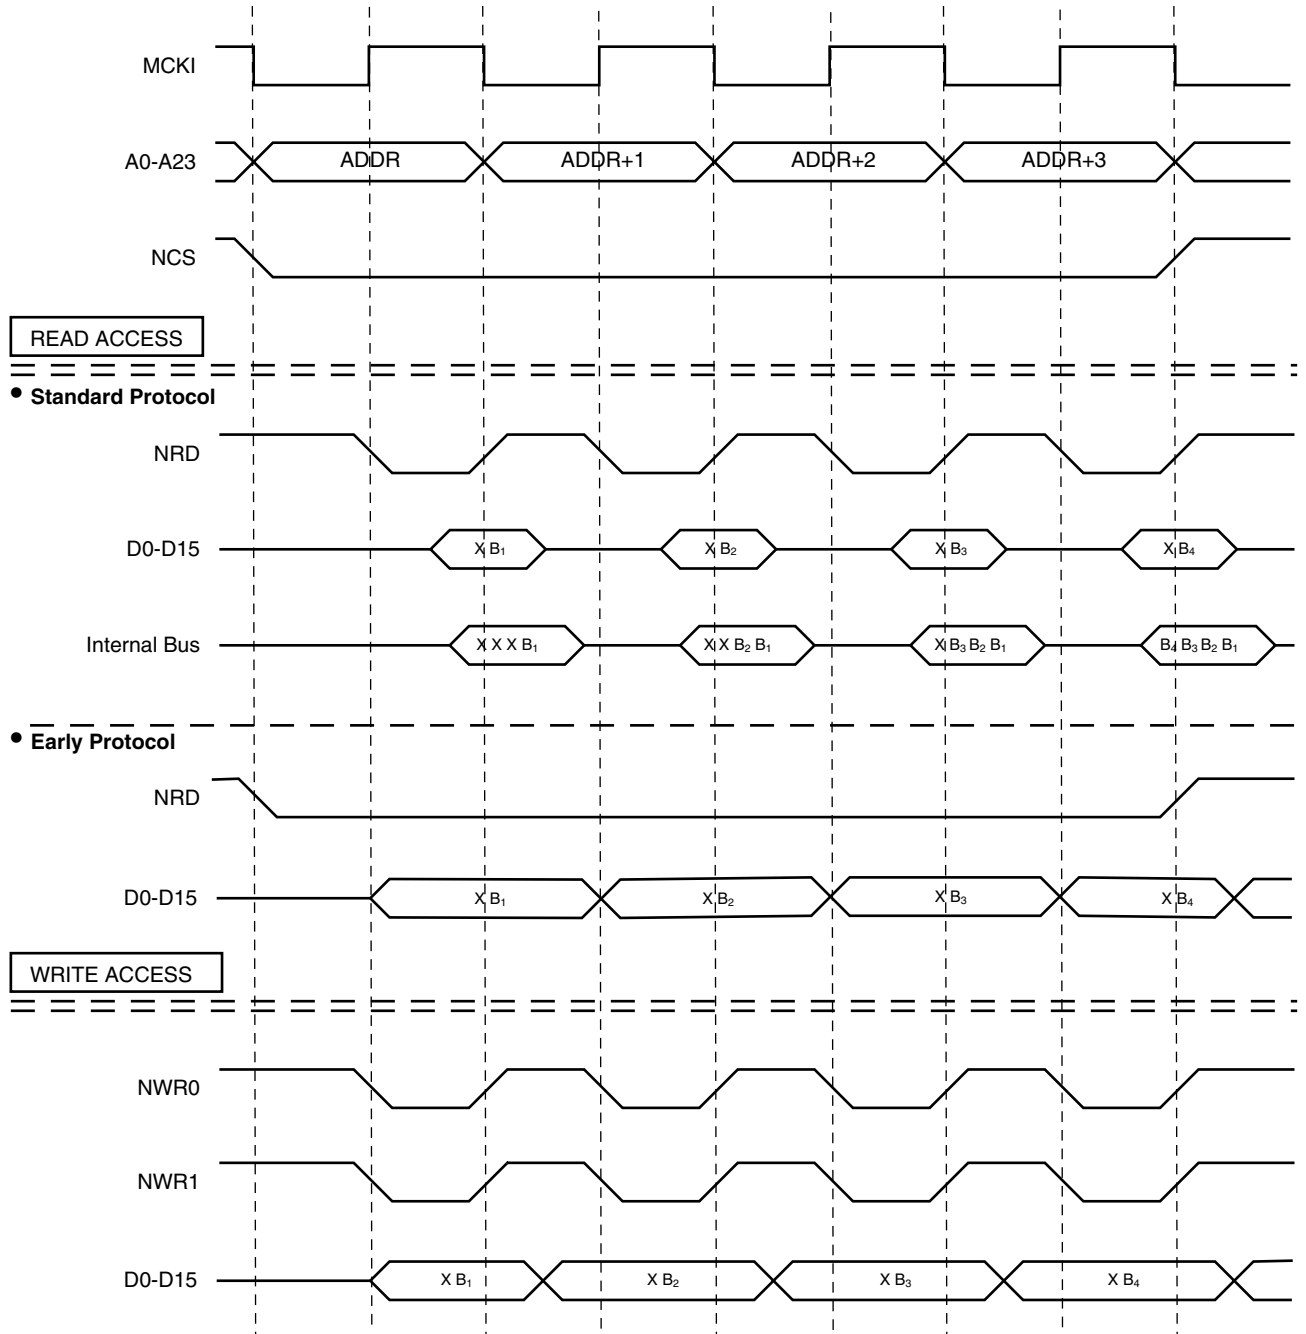 MCKI
A0-A23 ADDR ADDR+1 ADDR+2 ADDR+3
NCS
READ ACCESS
• Standard Protocol
NRD
D0-D15 X B₁ X B₂ X B₃ X B₄
Internal Bus X X X B₁ X X B₂ B₁ X B₃ B₂ B₁ B₄ B₃ B₂ B₁
• Early Protocol
NRD
D0-D15 X B₁ X B₂ X B₃ X B₄
WRITE ACCESS
NWR0
NWR1
D0-D15 X B₁ X B₂ X B₃ X B₄